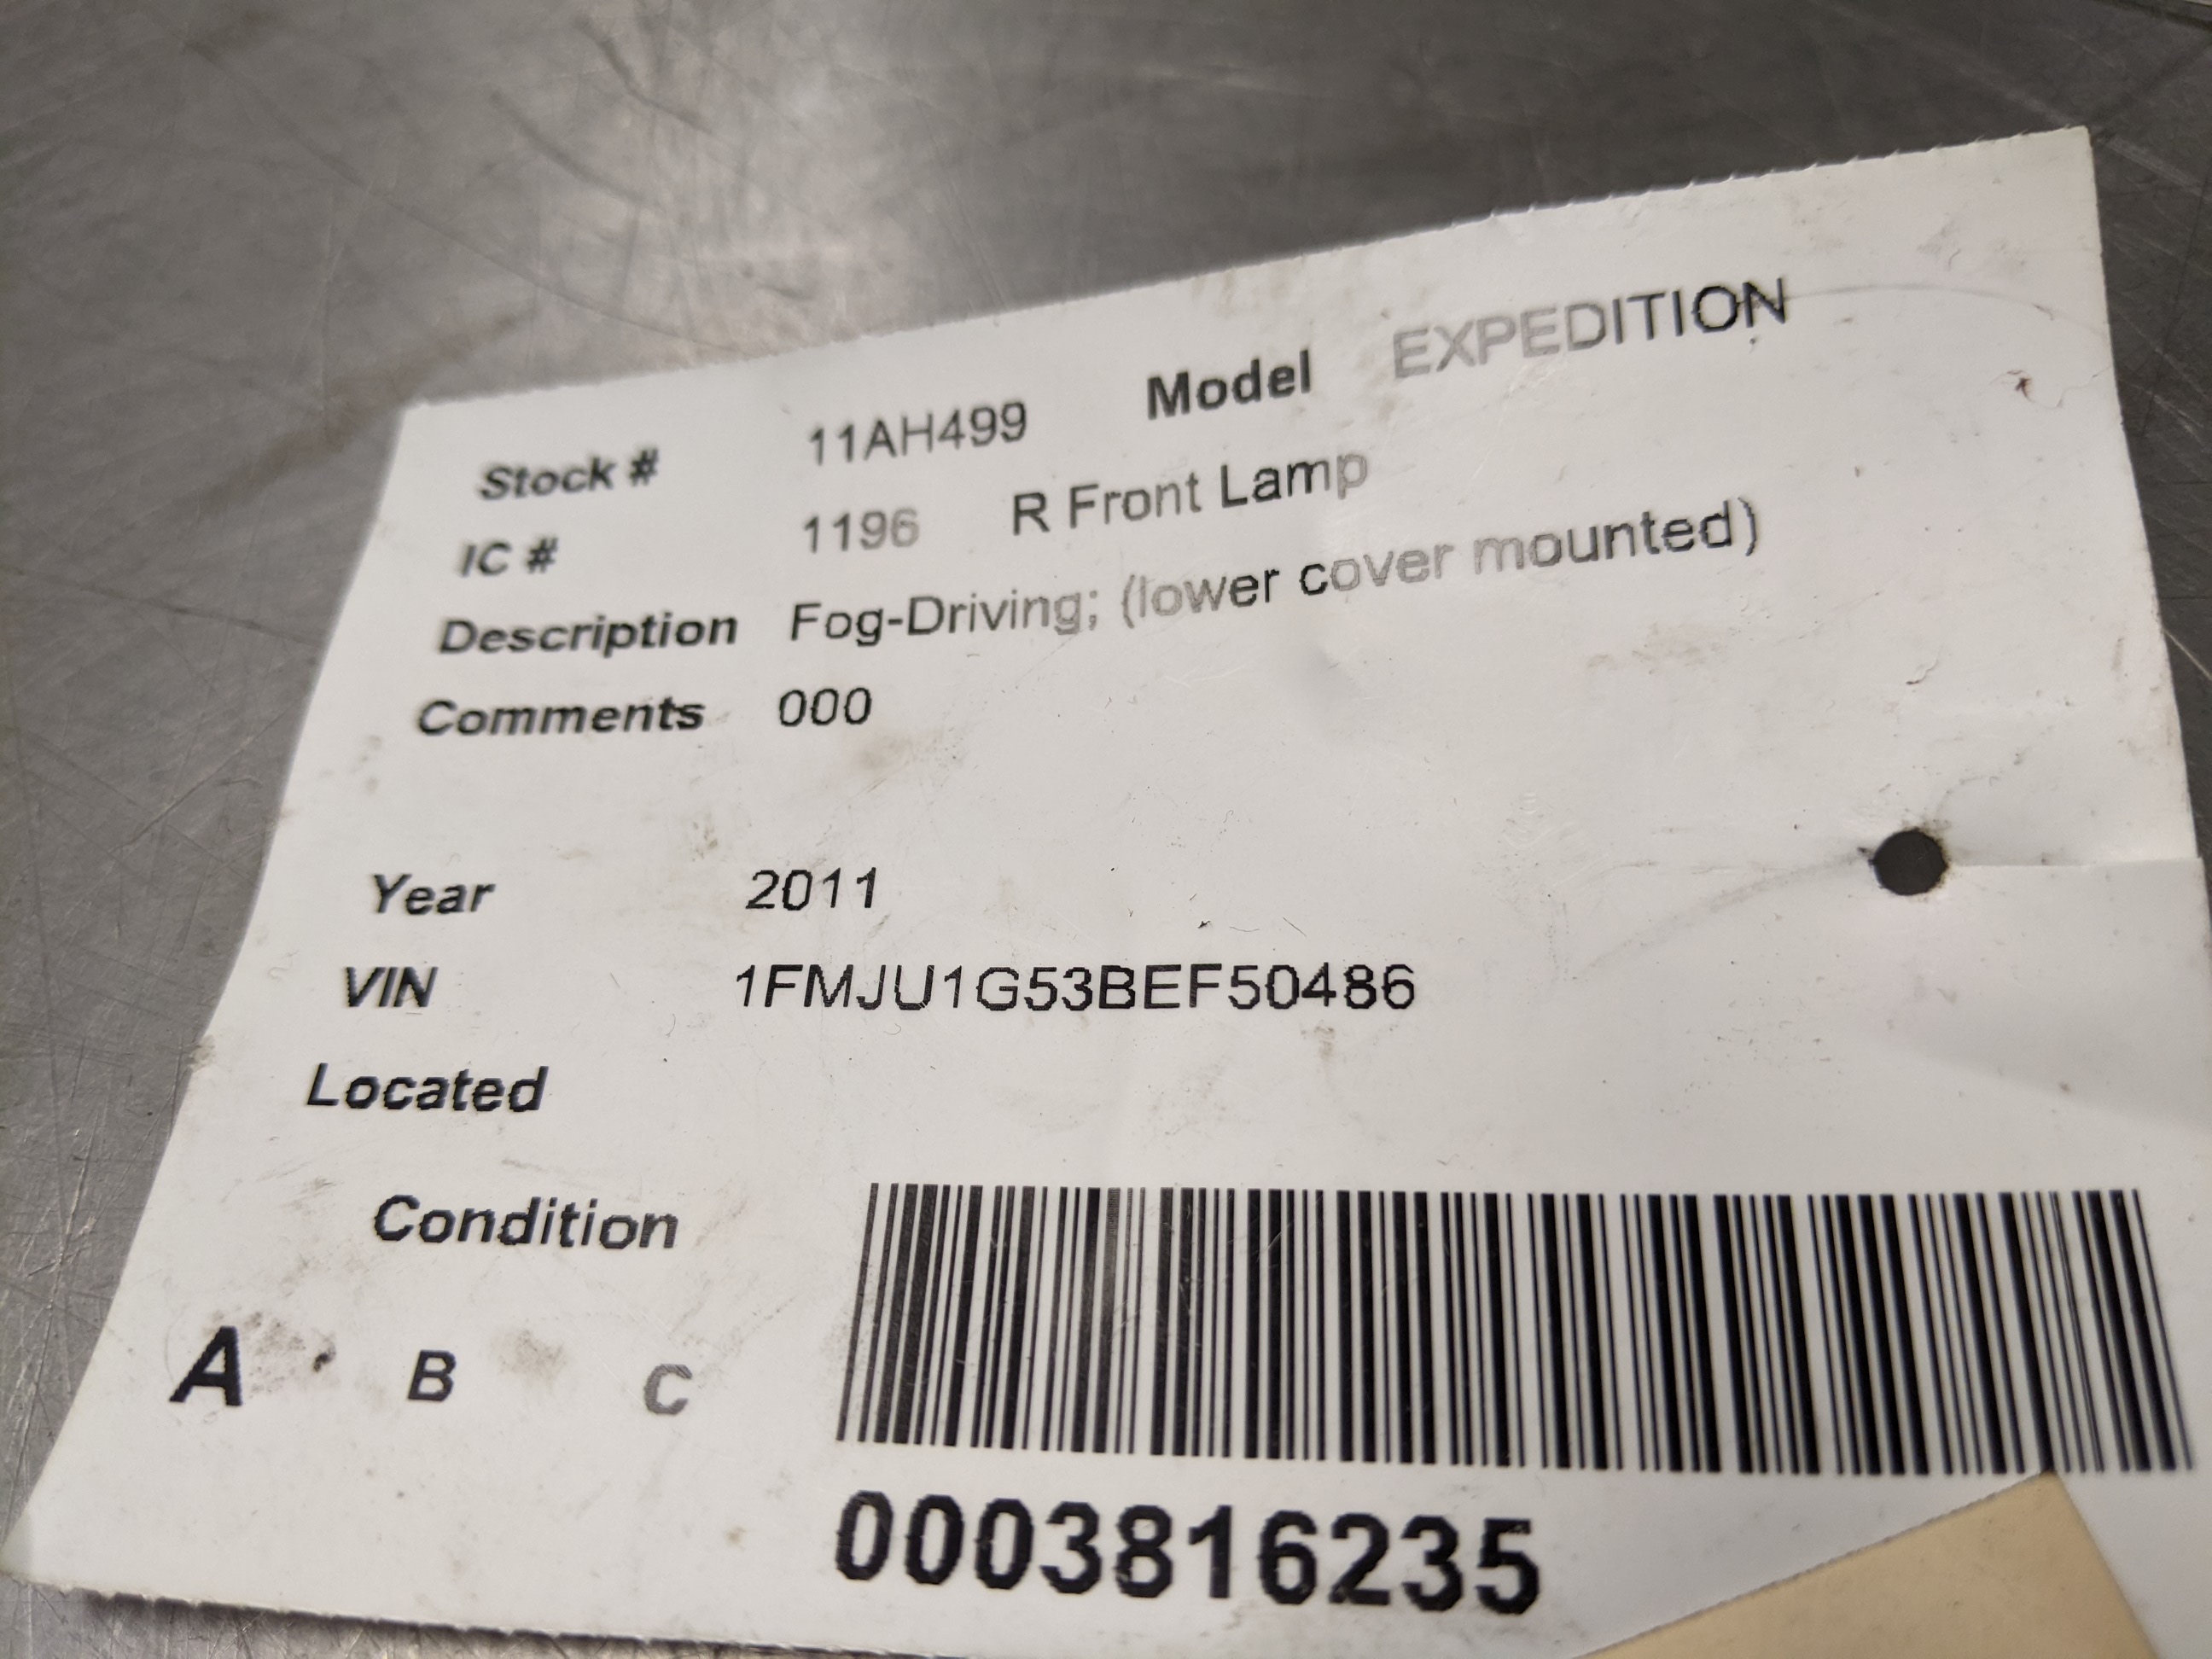 Stock # 11AH499 Model EXPEDITION
IC # 1196 R Front Lamp
Description Fog-Driving; (lower cover mounted)
Comments 000
Year 2011
VIN 1FMJU1G53BEF50486
Located
Condition
A B C
0003816235